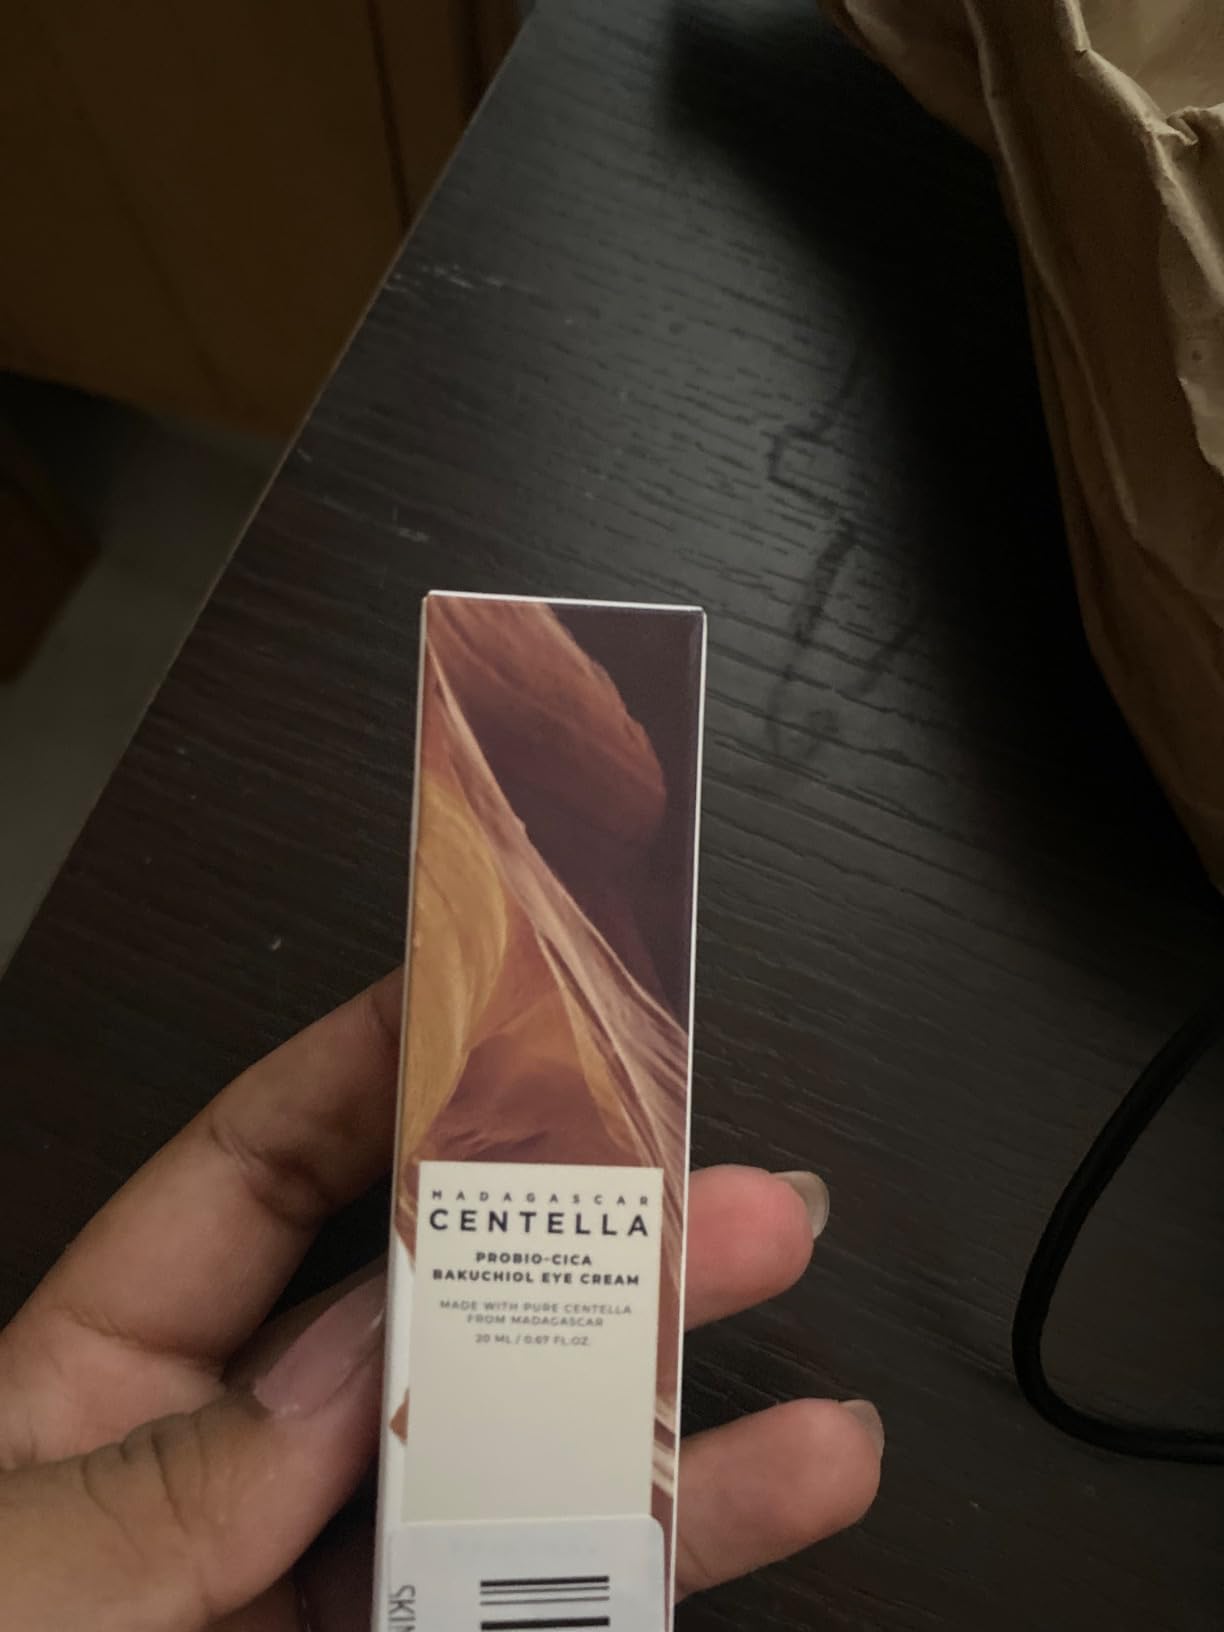 MADAGASCAR
CENTELLA
PROBIO-CICA
BAKUCHIOL EYE CREAM
MADE WITH PURE CENTELLA
FROM MADAGASCAR
20 ML / 0.67 FL.OZ.
SKIN